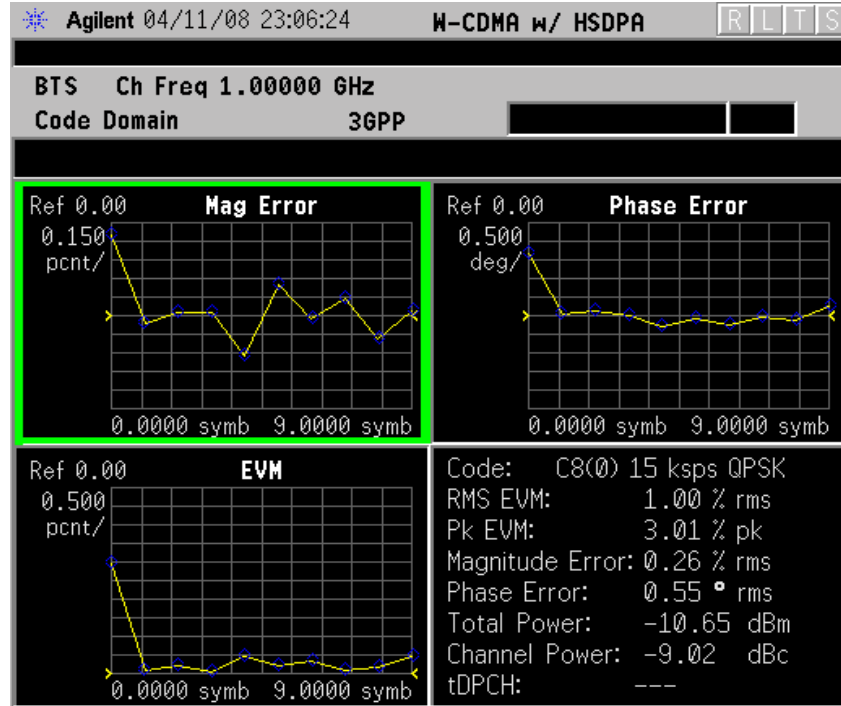 Agilent 04/11/08 23:06:24 W-CDMA w/ HSDPA R L T S
BTS Ch Freq 1.00000 GHz
Code Domain 3GPP
Ref 0.00 Mag Error
0.150
pcnt/
0.0000 symb 9.0000 symb
Ref 0.00 Phase Error
0.500
deg/
0.0000 symb 9.0000 symb
Ref 0.00 EVM
0.500
pcnt/
0.0000 symb 9.0000 symb
Code: C8(0) 15 ksps QPSK
RMS EVM: 1.00 % rms
Pk EVM: 3.01 % pk
Magnitude Error: 0.26 % rms
Phase Error: 0.55 ° rms
Total Power: -10.65 dBm
Channel Power: -9.02 dBc
tDPCH: ---